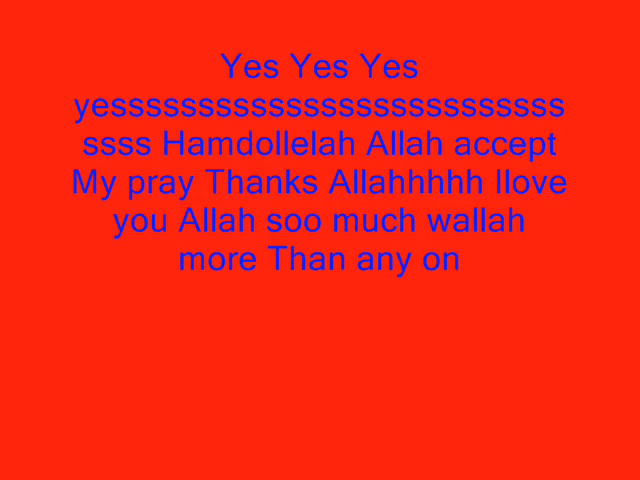 Yes Yes Yes
yesssssssssssssssssssssssssss
ssss Hamdollelah Allah accept
My pray Thanks Allahhhhh Ilove
you Allah soo much wallah
more Than any on